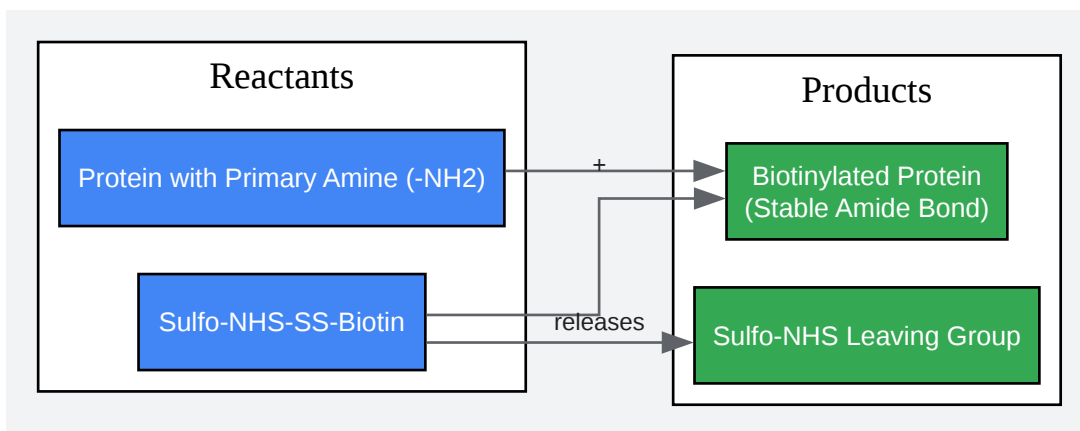 Reactants
Products
Protein with Primary Amine (-NH2)
+
Biotinylated Protein
(Stable Amide Bond)
Sulfo-NHS-SS-Biotin
releases
Sulfo-NHS Leaving Group